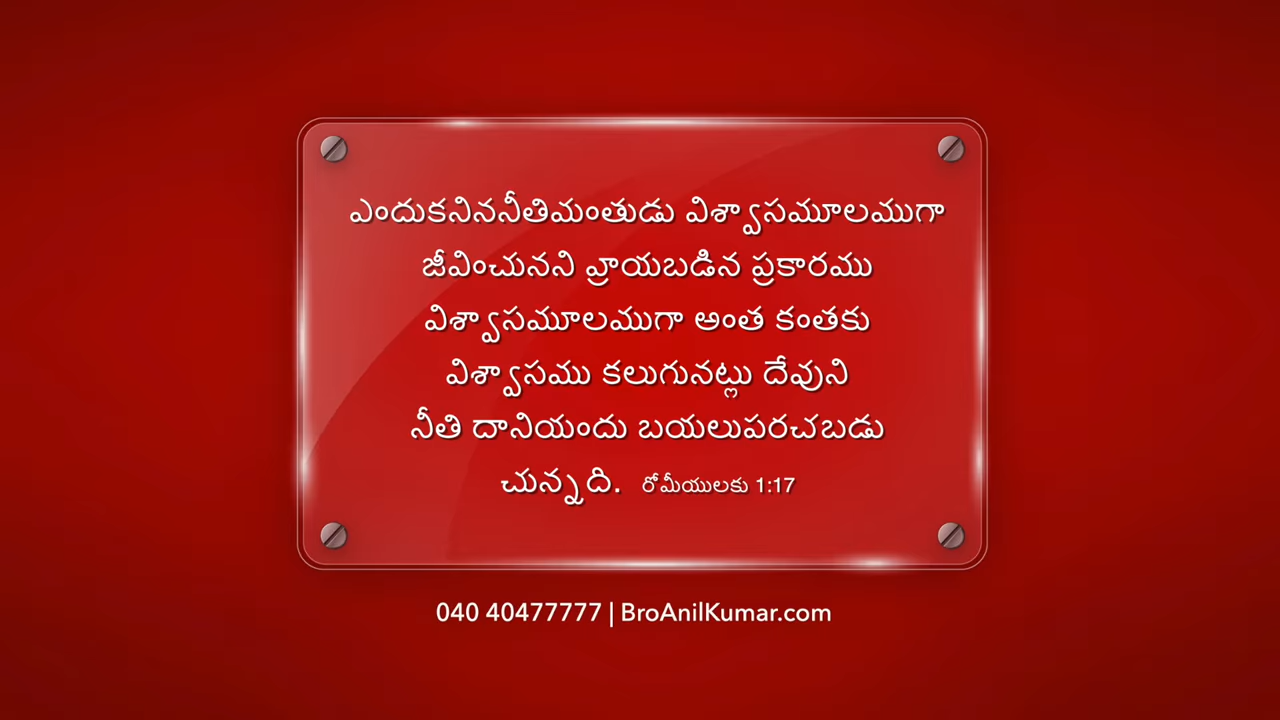 ఎందుకనిననీతిమంతుడు విశ్వాసమూలముగా
జీవించునని వ్రాయబడిన ప్రకారము
విశ్వాసమూలముగా అంత కంతకు
విశ్వాసము కలుగునట్లు దేవుని
నీతి దానియందు బయలుపరచబడు
చున్నది. రోమీయులకు 1:17
040 40477777 | BroAnilKumar.com